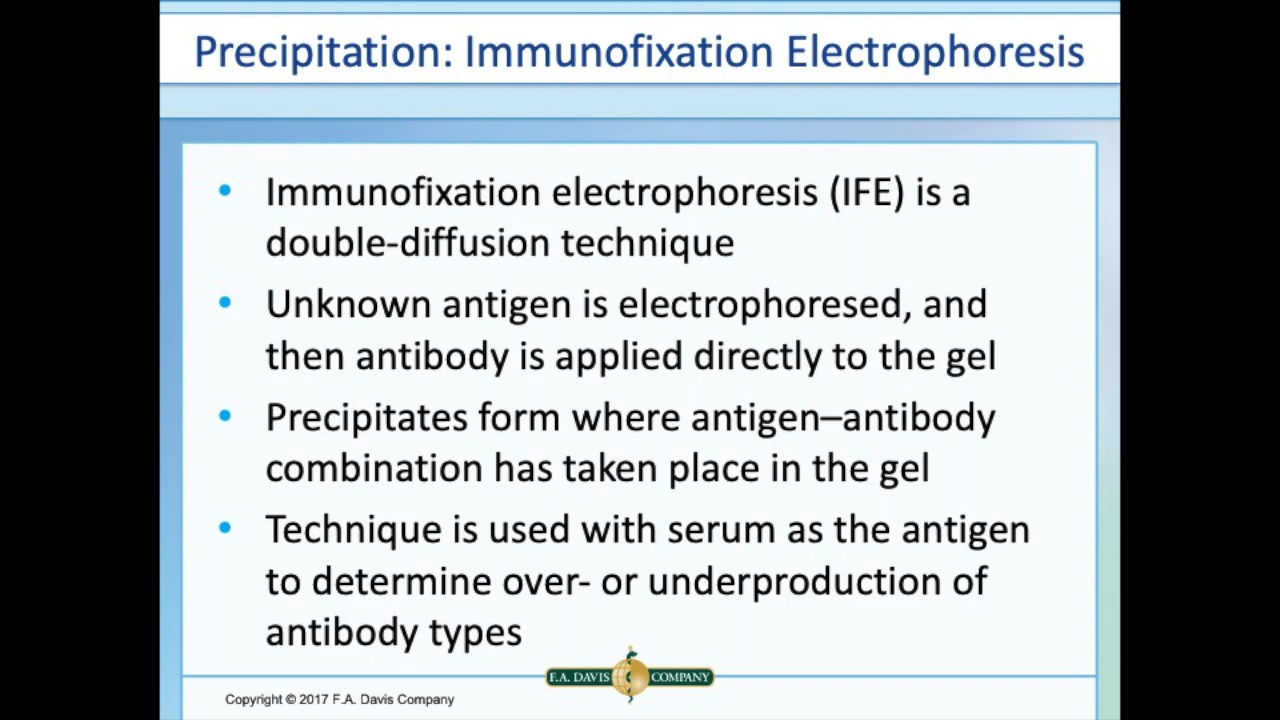 Precipitation: Immunofixation Electrophoresis
• Immunofixation electrophoresis (IFE) is a
double-diffusion technique
• Unknown antigen is electrophoresed, and
then antibody is applied directly to the gel
• Precipitates form where antigen–antibody
combination has taken place in the gel
• Technique is used with serum as the antigen
to determine over- or underproduction of
antibody types
F.A. DAVIS COMPANY
Copyright © 2017 F.A. Davis Company